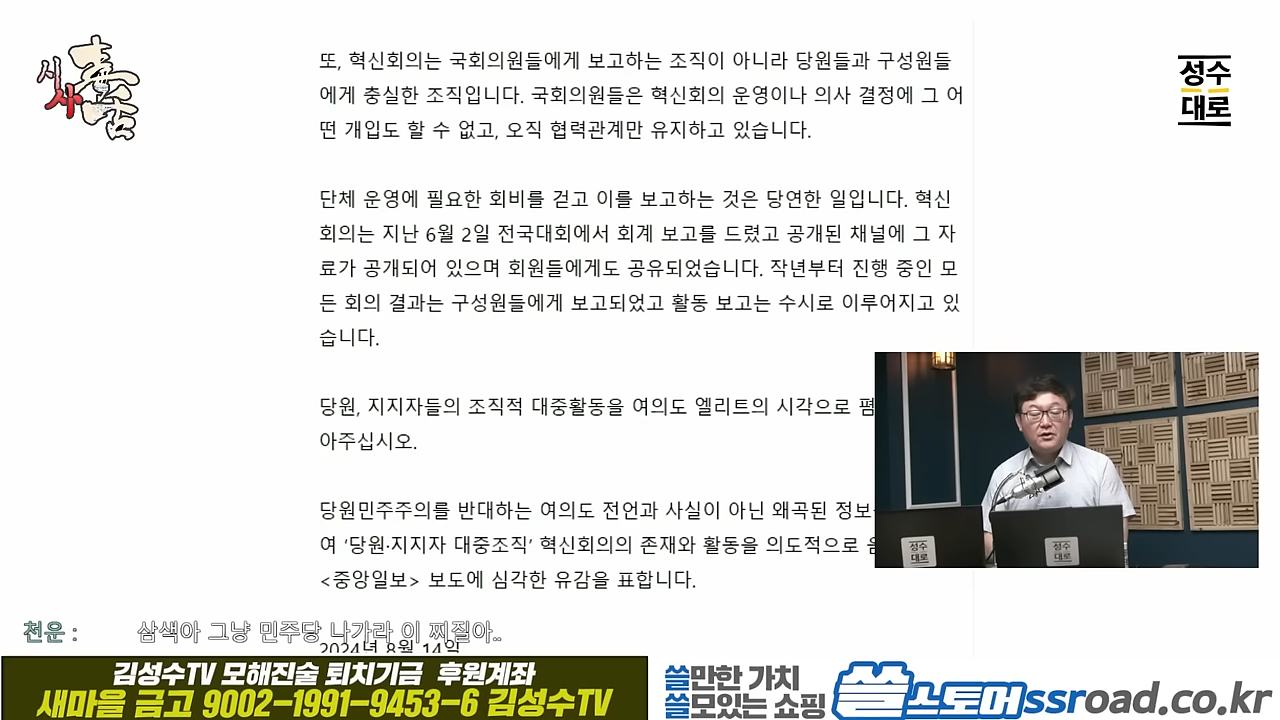 시사
성수
대로
또, 혁신회의는 국회의원들에게 보고하는 조직이 아니라 당원들과 구성원들
에게 충실한 조직입니다. 국회의원들은 혁신회의 운영이나 의사 결정에 그 어
떤 개입도 할 수 없고, 오직 협력관계만 유지하고 있습니다.
단체 운영에 필요한 회비를 걷고 이를 보고하는 것은 당연한 일입니다. 혁신
회의는 지난 6월 2일 전국대회에서 회계 보고를 드렸고 공개된 채널에 그 자
료가 공개되어 있으며 회원들에게도 공유되었습니다. 작년부터 진행 중인 모
든 회의 결과는 구성원들에게 보고되었고 활동 보고는 수시로 이루어지고 있
습니다.
당원, 지지자들의 조직적 대중활동을 여의도 엘리트의 시각으로 폄
아주십시오.
당원민주주의를 반대하는 여의도 전언과 사실이 아닌 왜곡된 정보
여 ‘당원·지지자 대중조직’ 혁신회의의 존재와 활동을 의도적으로
<중앙일보> 보도에 심각한 유감을 표합니다.
2024년 8월 14일
성수
대로
성수
대로
천운 : 삼색아 그냥 민주당 나가라 이 찌질아..
김성수TV 모해진술 퇴치기금 후원계좌
새마을 금고 9002-1991-9453-6 김성수TV
쓸만한 가치
쓸모있는 쇼핑
쓸스토어ssroad.co.kr